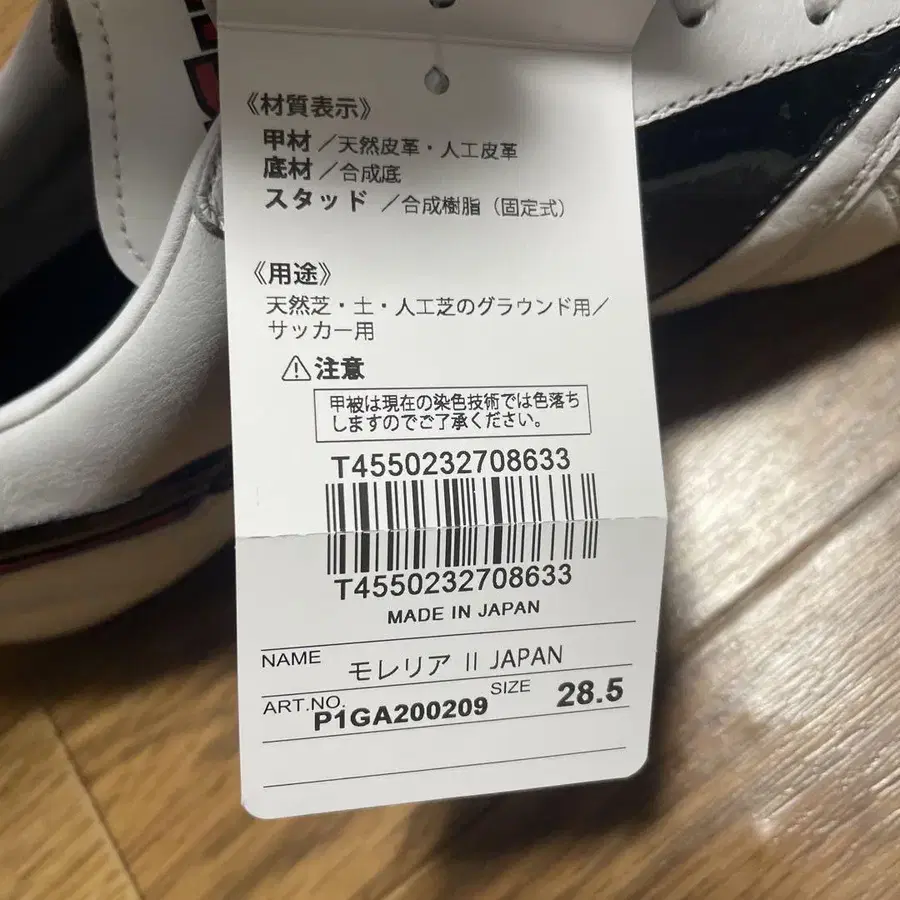 《材質表示》
甲材／天然皮革・人工皮革
底材／合成底
スタッド／合成樹脂（固定式）
《用途》
天然芝・土・人工芝のグラウンド用／
サッカー用
注意
甲被は現在の染色技術では色落ち
しますのでご了承ください。
T4550232708633
T4550232708633
MADE IN JAPAN
NAME モレリア II JAPAN
ART.NO. P1GA200209 SIZE 28.5